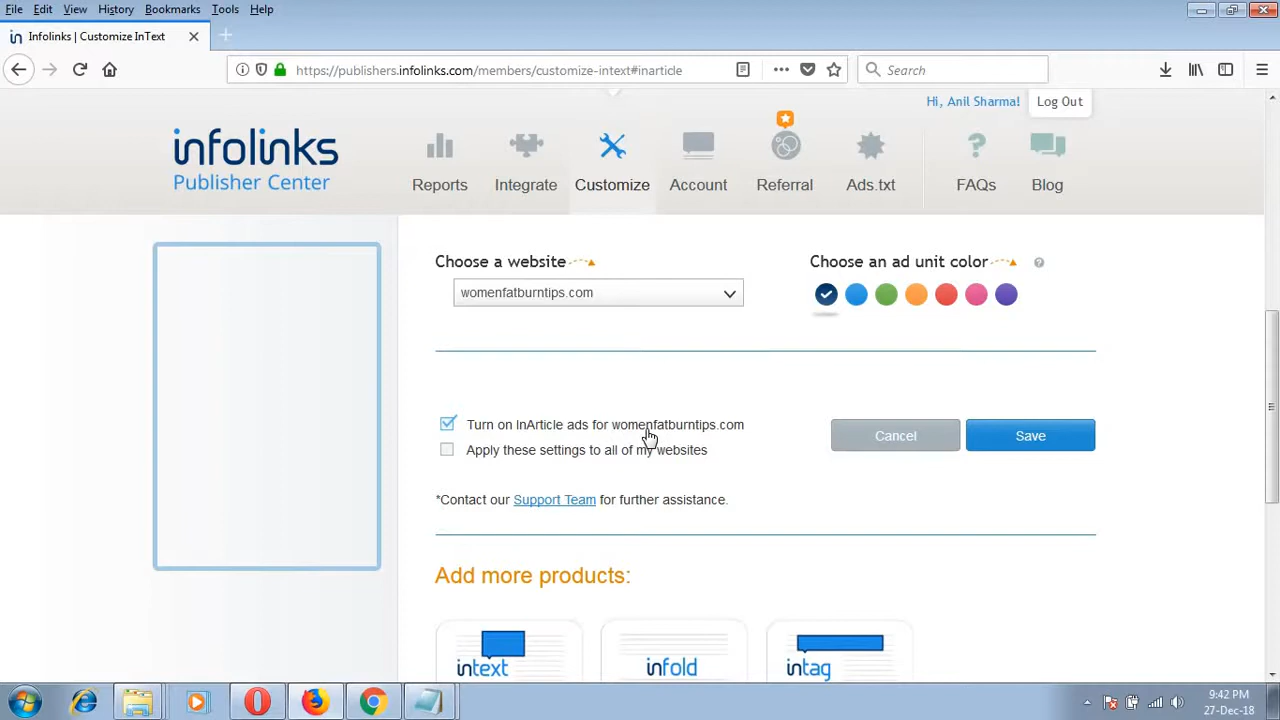 File Edit View History Bookmarks Tools Help
in Infolinks | Customize InText
https://publishers.infolinks.com/members/customize-intext#inarticle
Search
Hi, Anil Sharma!
Log Out
infolinks
Publisher Center
Reports
Integrate
Customize
Account
Referral
Ads.txt
FAQs
Blog
Choose a website
Choose an ad unit color
womenfatburntips.com
Turn on InArticle ads for womenfatburntips.com
Apply these settings to all of my websites
Cancel
Save
*Contact our Support Team for further assistance.
Add more products:
intext
infold
intag
9:42 PM
27-Dec-18